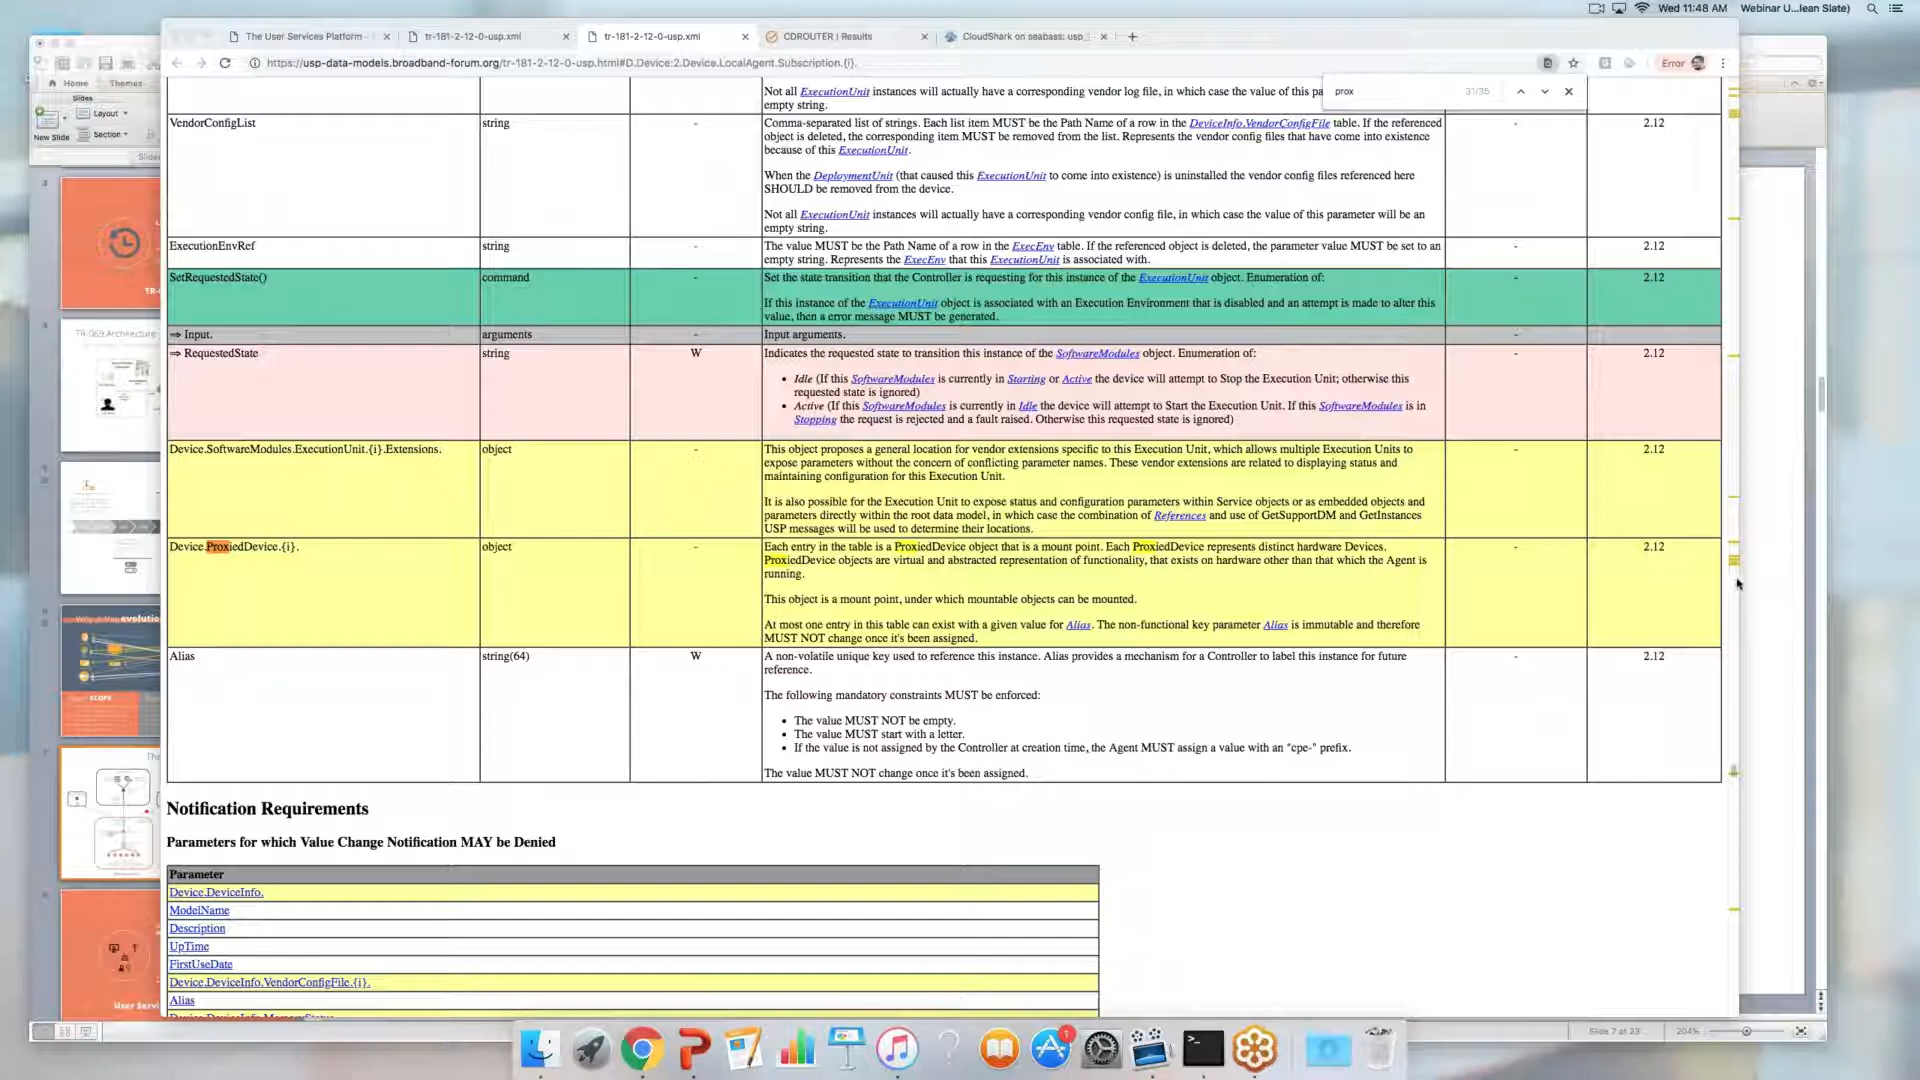 Wed 11:48 AM Webinar U...lean Slate)
The User Services Platform
tr-181-2-12-0-usp.xml
tr-181-2-12-0-usp.xml
CDROUTER | Results
CloudShark on seabass: usp_
https://usp-data-models.broadband-forum.org/tr-181-2-12-0-usp.html#D.Device:2.Device.LocalAgent.Subscription.{i}.
Error
prox 31/35
Home Themes
Slides
Layout
Section
New Slide
Not all ExecutionUnit instances will actually have a corresponding vendor log file, in which case the value of this pa
empty string.
VendorConfigList string - Comma-separated list of strings. Each list item MUST be the Path Name of a row in the DeviceInfo.VendorConfigFile table. If the referenced - 2.12
object is deleted, the corresponding item MUST be removed from the list. Represents the vendor config files that have come into existence
because of this ExecutionUnit.
When the DeploymentUnit (that caused this ExecutionUnit to come into existence) is uninstalled the vendor config files referenced here
SHOULD be removed from the device.
Not all ExecutionUnit instances will actually have a corresponding vendor config file, in which case the value of this parameter will be an
empty string.
ExecutionEnvRef string - The value MUST be the Path Name of a row in the ExecEnv table. If the referenced object is deleted, the parameter value MUST be set to an - 2.12
empty string. Represents the ExecEnv that this ExecutionUnit is associated with.
SetRequestedState() command - Set the state transition that the Controller is requesting for this instance of the ExecutionUnit object. Enumeration of: - 2.12
If this instance of the ExecutionUnit object is associated with an Execution Environment that is disabled and an attempt is made to alter this
value, then a error message MUST be generated.
⇒ Input. arguments - Input arguments. -
⇒ RequestedState string W Indicates the requested state to transition this instance of the SoftwareModules object. Enumeration of: - 2.12
• Idle (If this SoftwareModules is currently in Starting or Active the device will attempt to Stop the Execution Unit; otherwise this
requested state is ignored)
• Active (If this SoftwareModules is currently in Idle the device will attempt to Start the Execution Unit. If this SoftwareModules is in
Stopping the request is rejected and a fault raised. Otherwise this requested state is ignored)
Device.SoftwareModules.ExecutionUnit.{i}.Extensions. object - This object proposes a general location for vendor extensions specific to this Execution Unit, which allows multiple Execution Units to - 2.12
expose parameters without the concern of conflicting parameter names. These vendor extensions are related to displaying status and
maintaining configuration for this Execution Unit.
It is also possible for the Execution Unit to expose status and configuration parameters within Service objects or as embedded objects and
parameters directly within the root data model, in which case the combination of References and use of GetSupportDM and GetInstances
USP messages will be used to determine their locations.
Device.ProxiedDevice.{i}. object - Each entry in the table is a ProxiedDevice object that is a mount point. Each ProxiedDevice represents distinct hardware Devices. - 2.12
ProxiedDevice objects are virtual and abstracted representation of functionality, that exists on hardware other than that which the Agent is
running.
This object is a mount point, under which mountable objects can be mounted.
At most one entry in this table can exist with a given value for Alias. The non-functional key parameter Alias is immutable and therefore
MUST NOT change once it's been assigned.
Alias string(64) W A non-volatile unique key used to reference this instance. Alias provides a mechanism for a Controller to label this instance for future - 2.12
reference.
The following mandatory constraints MUST be enforced:
• The value MUST NOT be empty.
• The value MUST start with a letter.
• If the value is not assigned by the Controller at creation time, the Agent MUST assign a value with an "cpe-" prefix.
The value MUST NOT change once it's been assigned.
Notification Requirements
Parameters for which Value Change Notification MAY be Denied
Parameter
Device.DeviceInfo.
ModelName
Description
UpTime
FirstUseDate
Device.DeviceInfo.VendorConfigFile.{i}.
Alias
Device.DeviceInfo.MemoryStatus.
TR-069 Architecture
evolution
SCOPE
User Servi
Slide 7 of 23 204%